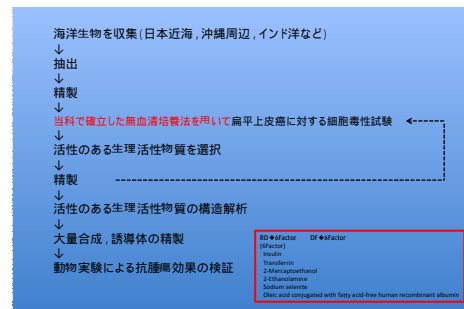 海洋生物を収集(日本近海,沖縄周辺,インド洋など)
↓
抽出
↓
精製
↓
当科で確立した無血清培養法を用いて扁平上皮癌に対する細胞毒性試験
↓
活性のある生理活性物質を選択
↓
精製
↓
活性のある生理活性物質の構造解析
↓
大量合成,誘導体の精製
↓
動物実験による抗腫瘍効果の検証
RD◆6Factor DF◆6Factor
(6Factor)
Insulin
Transferrin
2-Mercaptoethanol
2-Ethanolamine
Sodium selenite
Oleic acid conjugated with fatty acid-free human recombinant albumin